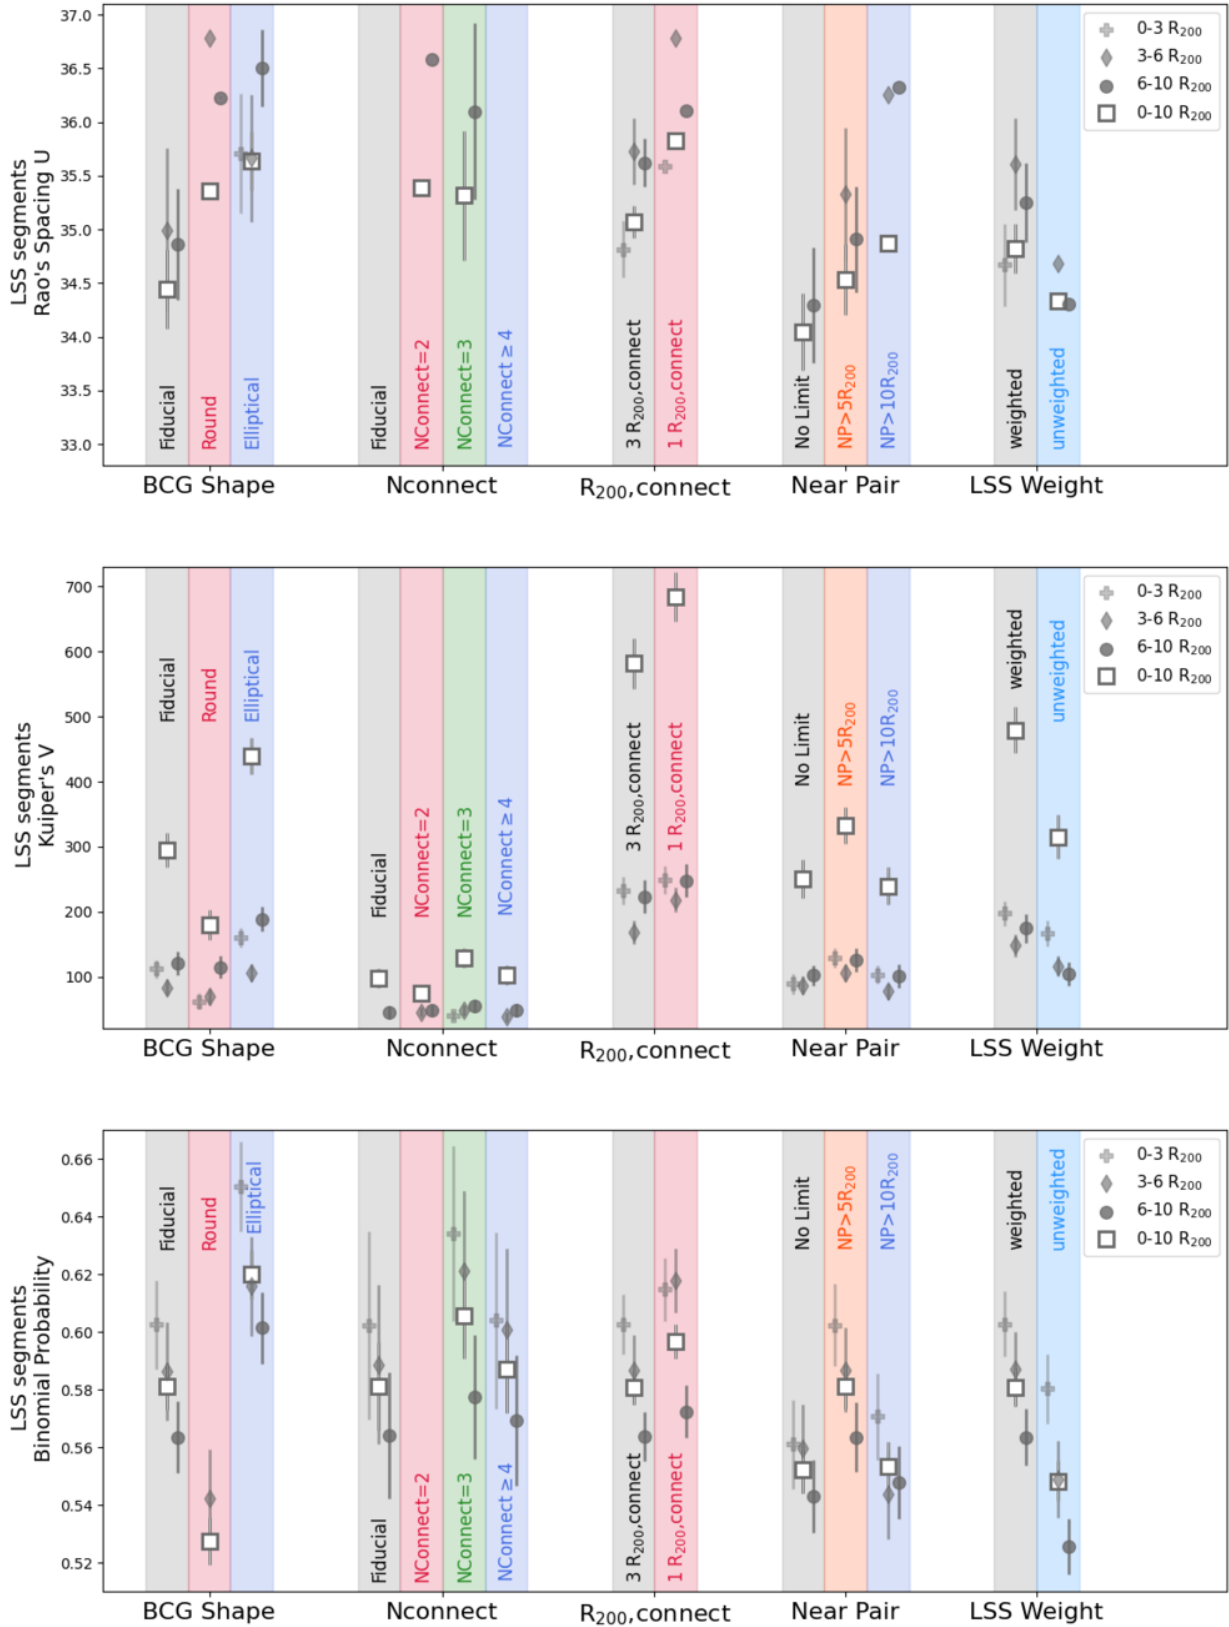 37.0
36.5
36.0
35.5
35.0
34.5
34.0
33.5
33.0
LSS segments
Rao's Spacing U
Fiducial
Round
Elliptical
Fiducial
NConnect=2
NConnect=3
NConnect ≥ 4
3 R200,connect
1 R200,connect
No Limit
NP>5R200
NP>10R200
weighted
unweighted
0-3 R200
3-6 R200
6-10 R200
0-10 R200
BCG Shape
Nconnect
R200,connect
Near Pair
LSS Weight
700
600
500
400
300
200
100
LSS segments
Kuiper's V
Fiducial
Round
Elliptical
Fiducial
NConnect=2
NConnect=3
NConnect ≥ 4
3 R200,connect
1 R200,connect
No Limit
NP>5R200
NP>10R200
weighted
unweighted
0-3 R200
3-6 R200
6-10 R200
0-10 R200
BCG Shape
Nconnect
R200,connect
Near Pair
LSS Weight
0.66
0.64
0.62
0.60
0.58
0.56
0.54
0.52
LSS segments
Binomial Probability
Fiducial
Round
Elliptical
Fiducial
NConnect=2
NConnect=3
NConnect ≥ 4
3 R200,connect
1 R200,connect
No Limit
NP>5R200
NP>10R200
weighted
unweighted
0-3 R200
3-6 R200
6-10 R200
0-10 R200
BCG Shape
Nconnect
R200,connect
Near Pair
LSS Weight